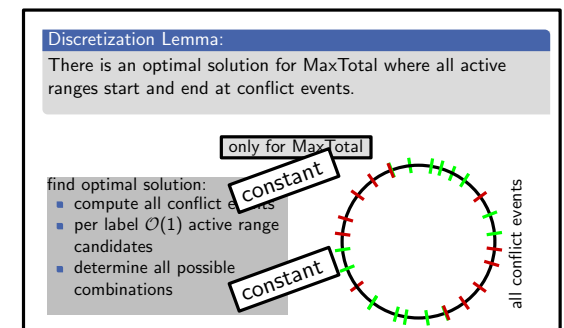 Discretization Lemma:
There is an optimal solution for MaxTotal where all active
ranges start and end at conflict events.
only for MaxTotal
find optimal solution:
compute all conflict events
per label O(1) active range
candidates
determine all possible
combinations
constant
constant
all conflict events